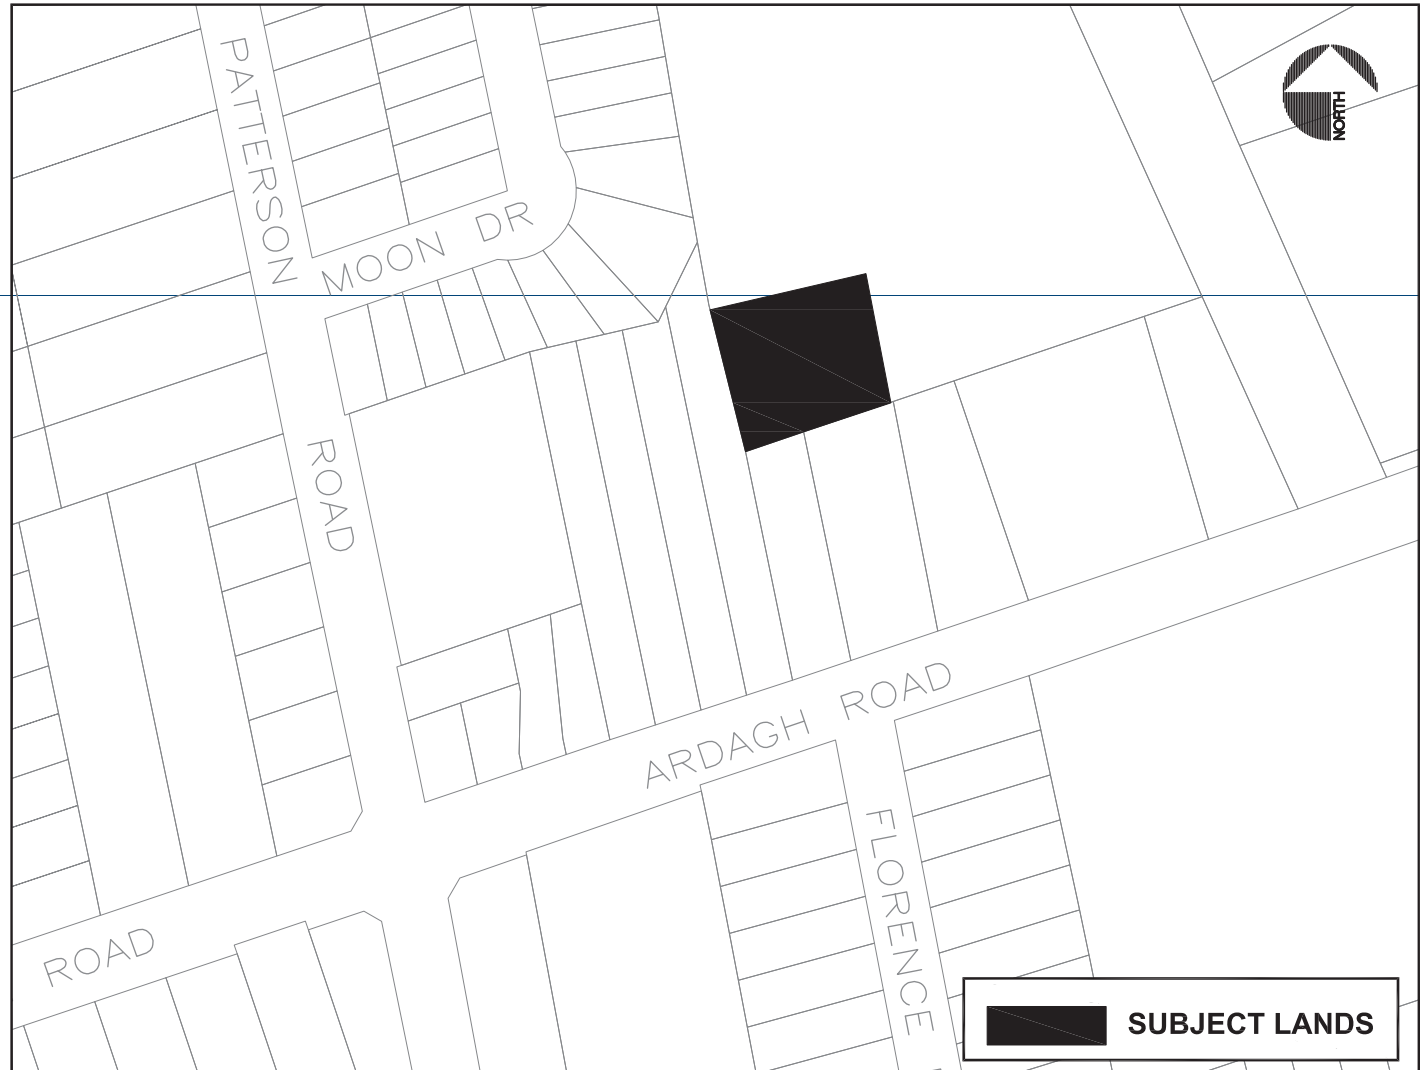 PATTERSON
NORTH
MOON DR
ROAD
ARDAGH ROAD
FLORENCE
ROAD
SUBJECT LANDS